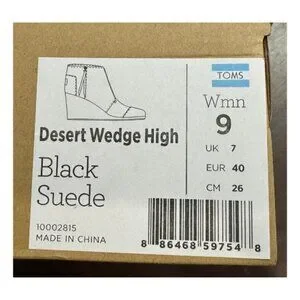 TOMS
Wmn
9
Desert Wedge High
UK 7
Black
Suede
EUR 40
CM 26
10002815
MADE IN CHINA
8 86468 59754 8